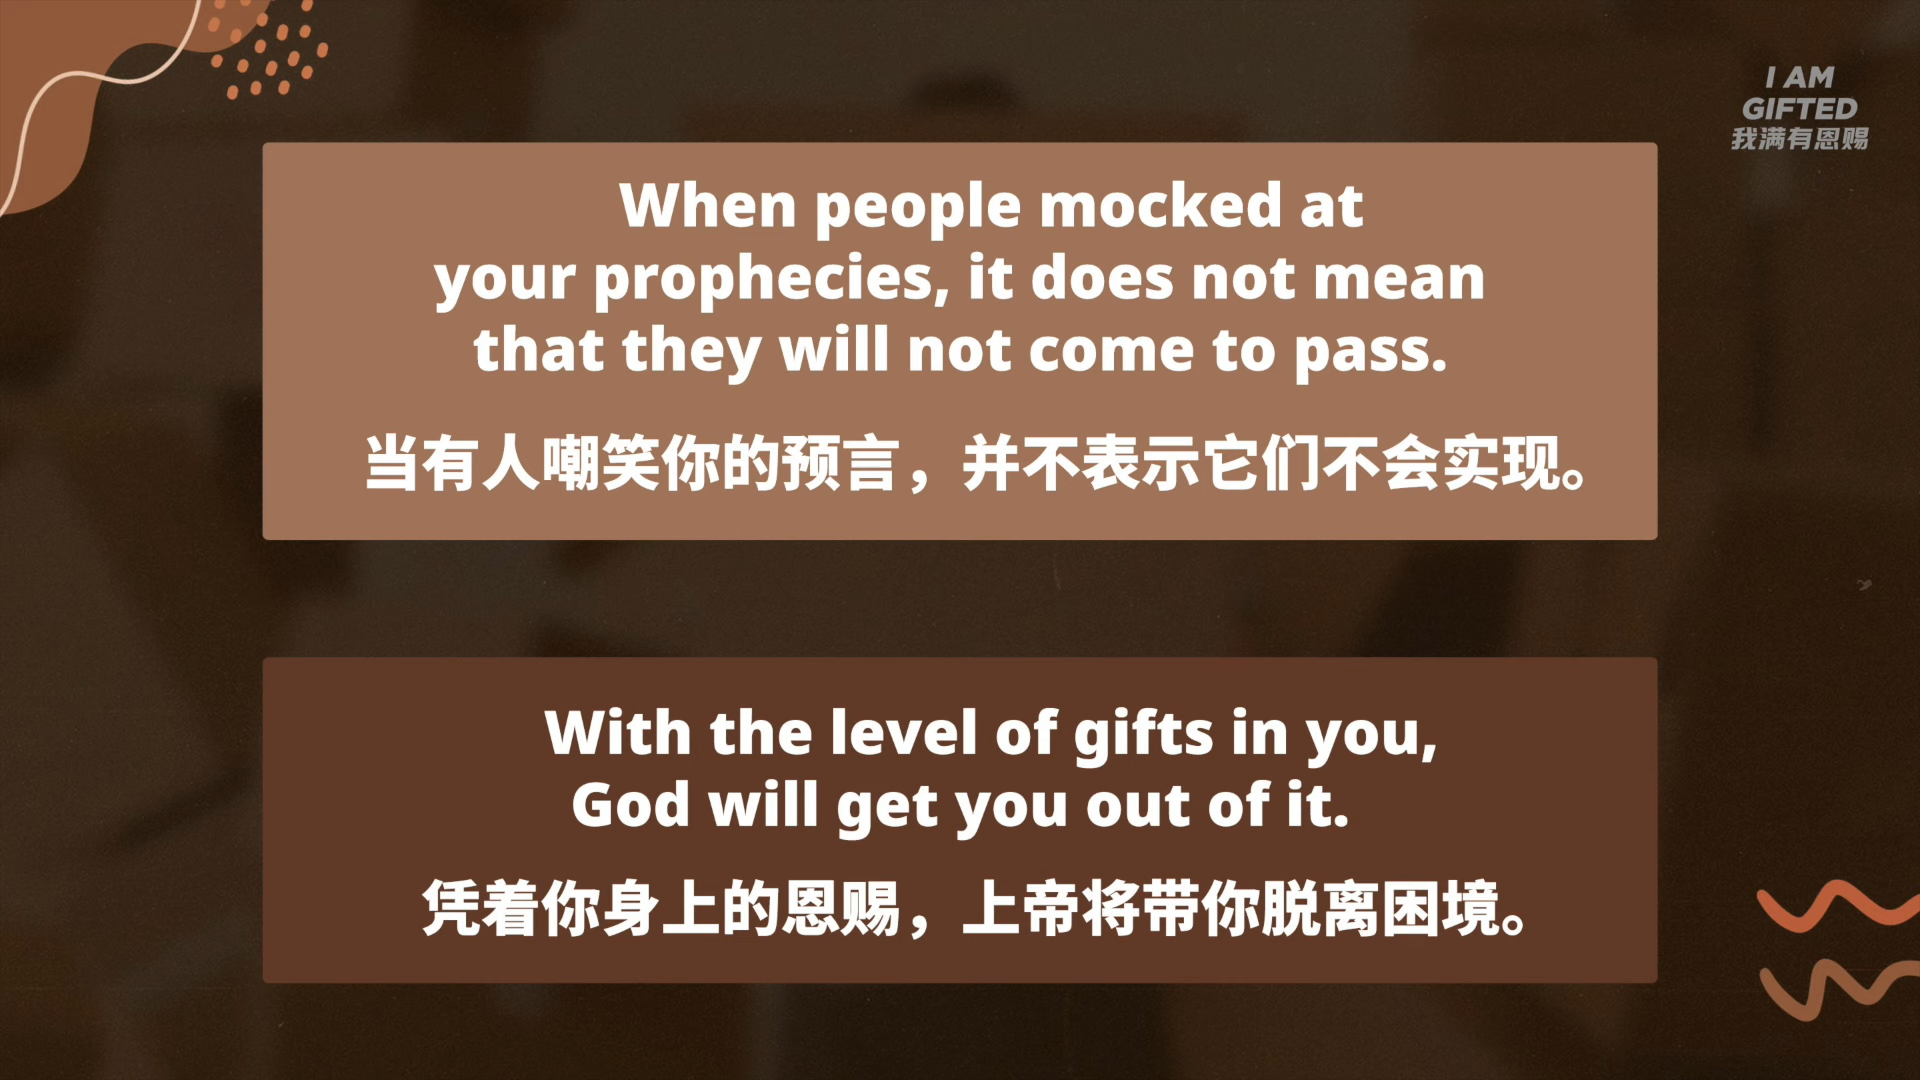 I AM
GIFTED
我满有恩赐
When people mocked at
your prophecies, it does not mean
that they will not come to pass.
当有人嘲笑你的预言，并不表示它们不会实现。
With the level of gifts in you,
God will get you out of it.
凭着你身上的恩赐，上帝将带你脱离困境。